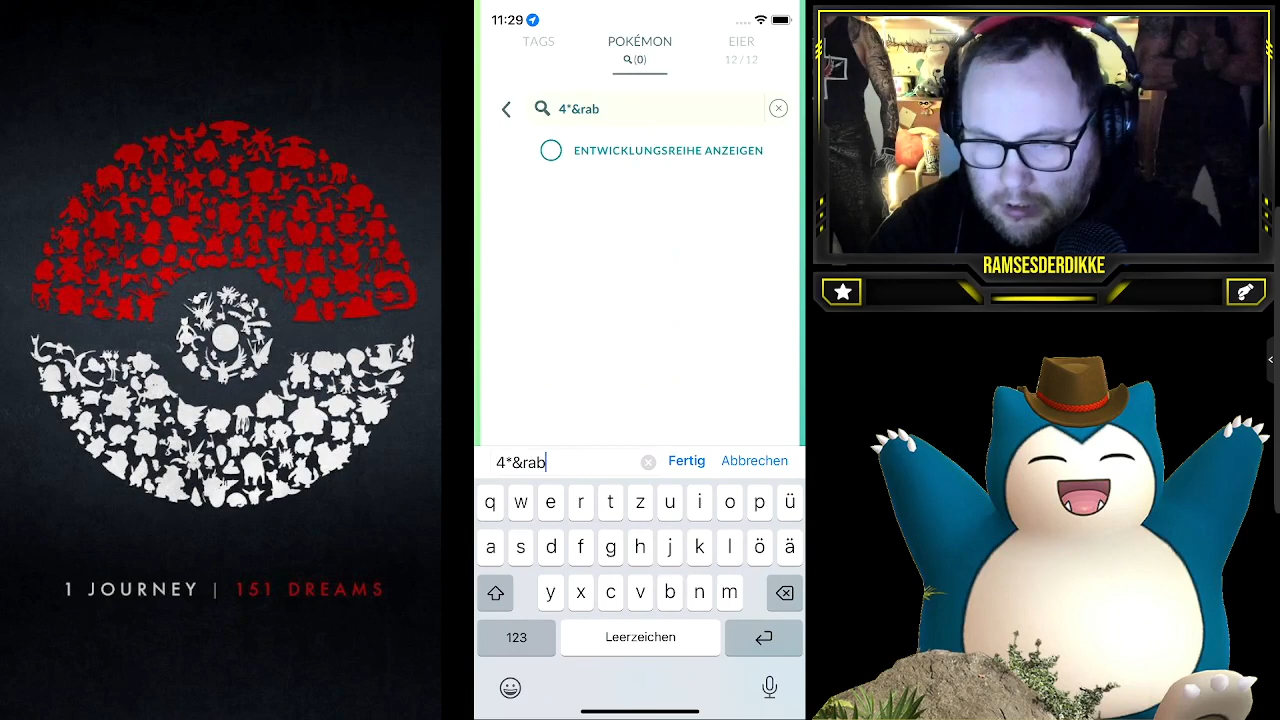 1 JOURNEY | 151 DREAMS
11:29
TAGS
POKÉMON
(0)
EIER
12 / 12
4*&rab
ENTWICKLUNGSREIHE ANZEIGEN
4*&rab
Fertig
Abbrechen
q w e r t z u i o p ü
a s d f g h j k l ö ä
y x c v b n m
123
Leerzeichen
RAMSESDERDIKKE